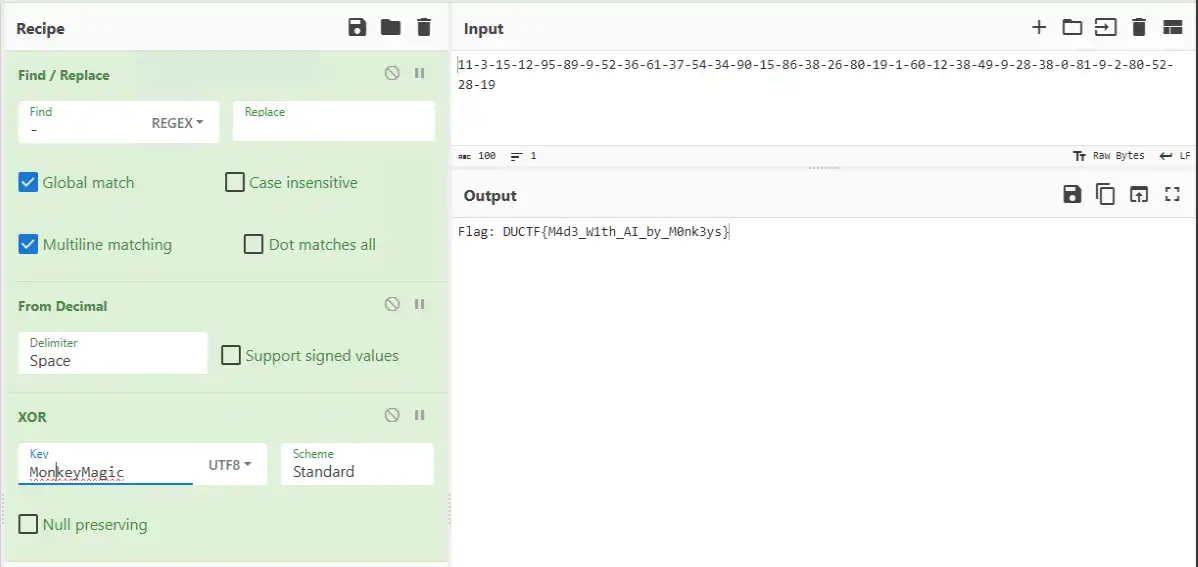 Recipe
Find / Replace
Find
-
REGEX
Replace
Global match
Case insensitive
Multiline matching
Dot matches all
From Decimal
Delimiter
Space
Support signed values
XOR
Key
MonkeyMagic
UTF8
Scheme
Standard
Null preserving
Input
11-3-15-12-95-89-9-52-36-61-37-54-34-90-15-86-38-26-80-19-1-60-12-38-49-9-28-38-0-81-9-2-80-52-
28-19
ABC 100 1
Tт Raw Bytes LF
Output
Flag: DUCTF{M4d3_W1th_AI_by_M0nk3ys}